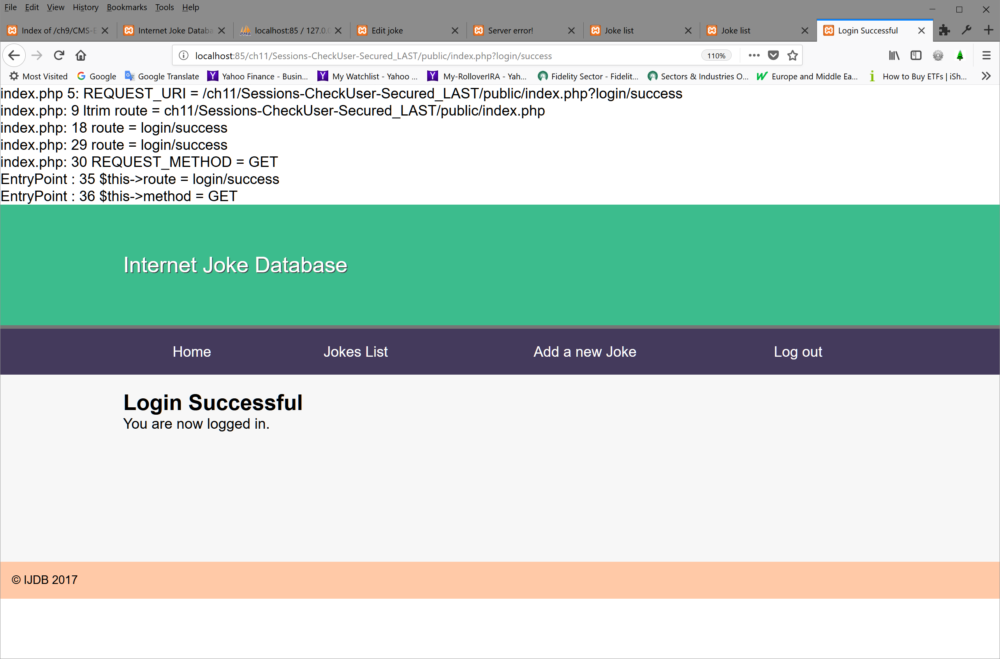 File Edit View History Bookmarks Tools Help
Index of /ch9/CMS-E Internet Joke Databa localhost:85 / 127.0.0 Edit joke Server error! Joke list Joke list Login Successful
localhost:85/ch11/Sessions-CheckUser-Secured_LAST/public/index.php?login/success 110%
Most Visited Google Google Translate Yahoo Finance - Busin... My Watchlist - Yahoo ... My-RolloverIRA - Yah... Fidelity Sector - Fidelit... Sectors & Industries O... Europe and Middle Ea... How to Buy ETFs | iSh...
index.php 5: REQUEST_URI = /ch11/Sessions-CheckUser-Secured_LAST/public/index.php?login/success
index.php: 9 ltrim route = ch11/Sessions-CheckUser-Secured_LAST/public/index.php
index.php: 18 route = login/success
index.php: 29 route = login/success
index.php: 30 REQUEST_METHOD = GET
EntryPoint : 35 $this->route = login/success
EntryPoint : 36 $this->method = GET
Internet Joke Database
Home Jokes List Add a new Joke Log out
Login Successful
You are now logged in.
© IJDB 2017